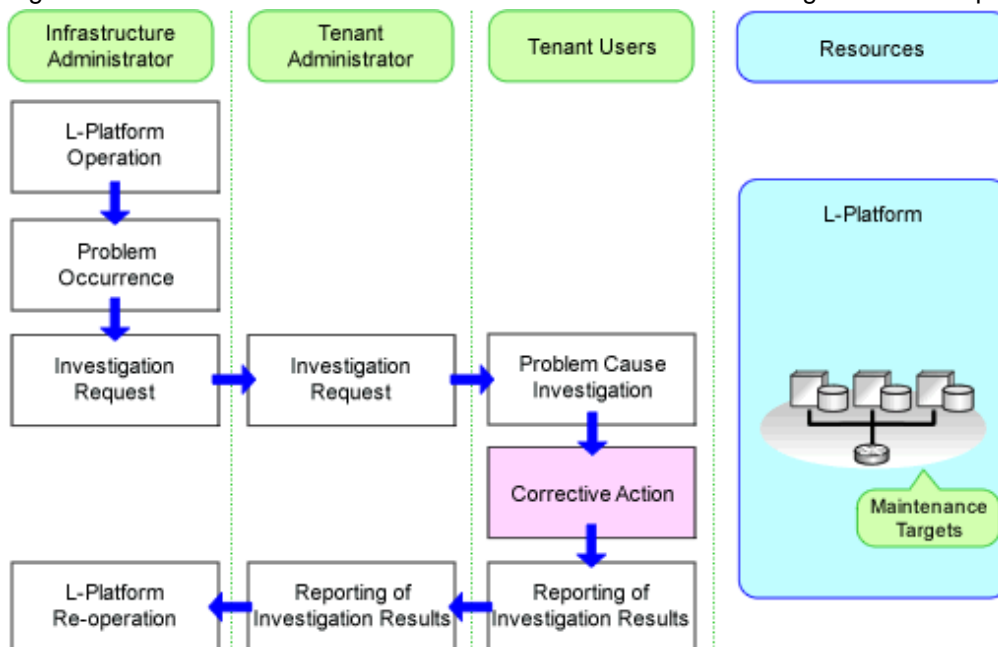 Infrastructure
Administrator
Tenant
Administrator
Tenant Users
Resources
L-Platform
Operation
Problem
Occurrence
Investigation
Request
Investigation
Request
Problem Cause
Investigation
Corrective Action
L-Platform
Re-operation
Reporting of
Investigation Results
Reporting of
Investigation Results
L-Platform
Maintenance
Targets